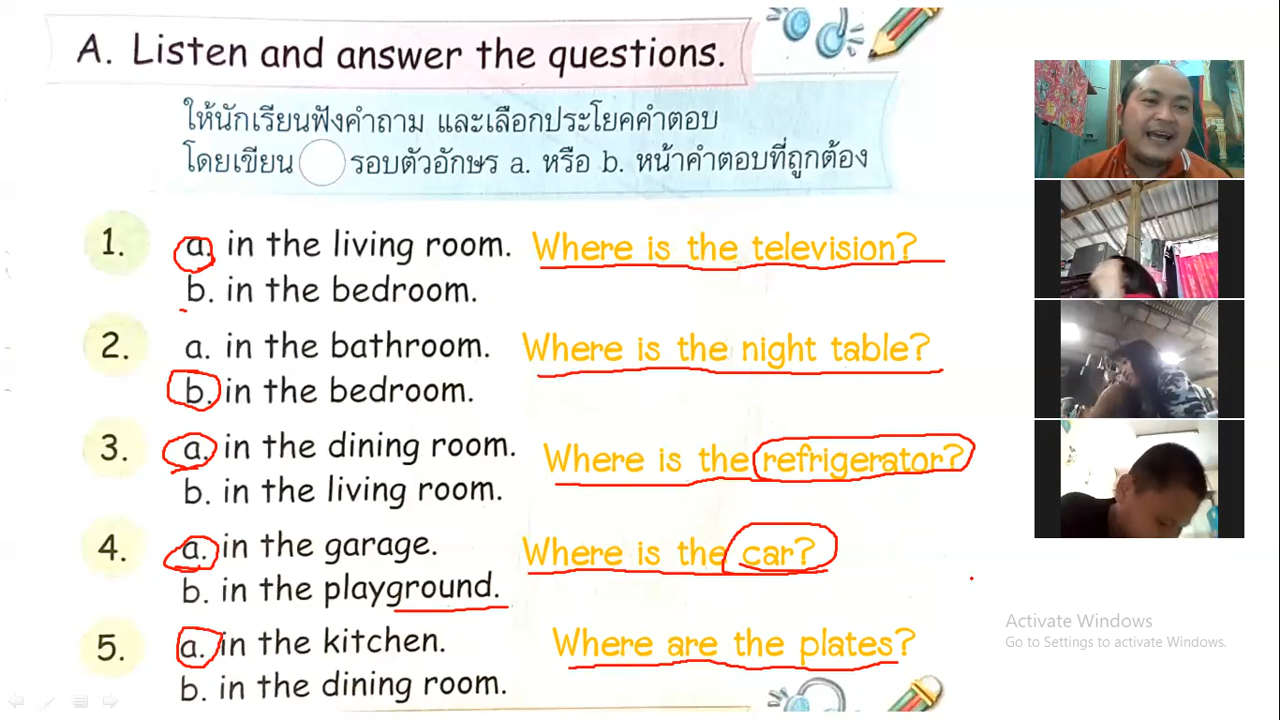 A. Listen and answer the questions.
ให้นักเรียนฟังคำถาม และเลือกประโยคคำตอบ
โดยเขียน รอบตัวอักษร a. หรือ b. หน้าคำตอบที่ถูกต้อง
1. a. in the living room. Where is the television?
b. in the bedroom.
2. a. in the bathroom. Where is the night table?
b. in the bedroom.
3. a. in the dining room. Where is the refrigerator?
b. in the living room.
4. a. in the garage. Where is the car?
b. in the playground.
5. a. in the kitchen. Where are the plates?
b. in the dining room.
Activate Windows
Go to Settings to activate Windows.